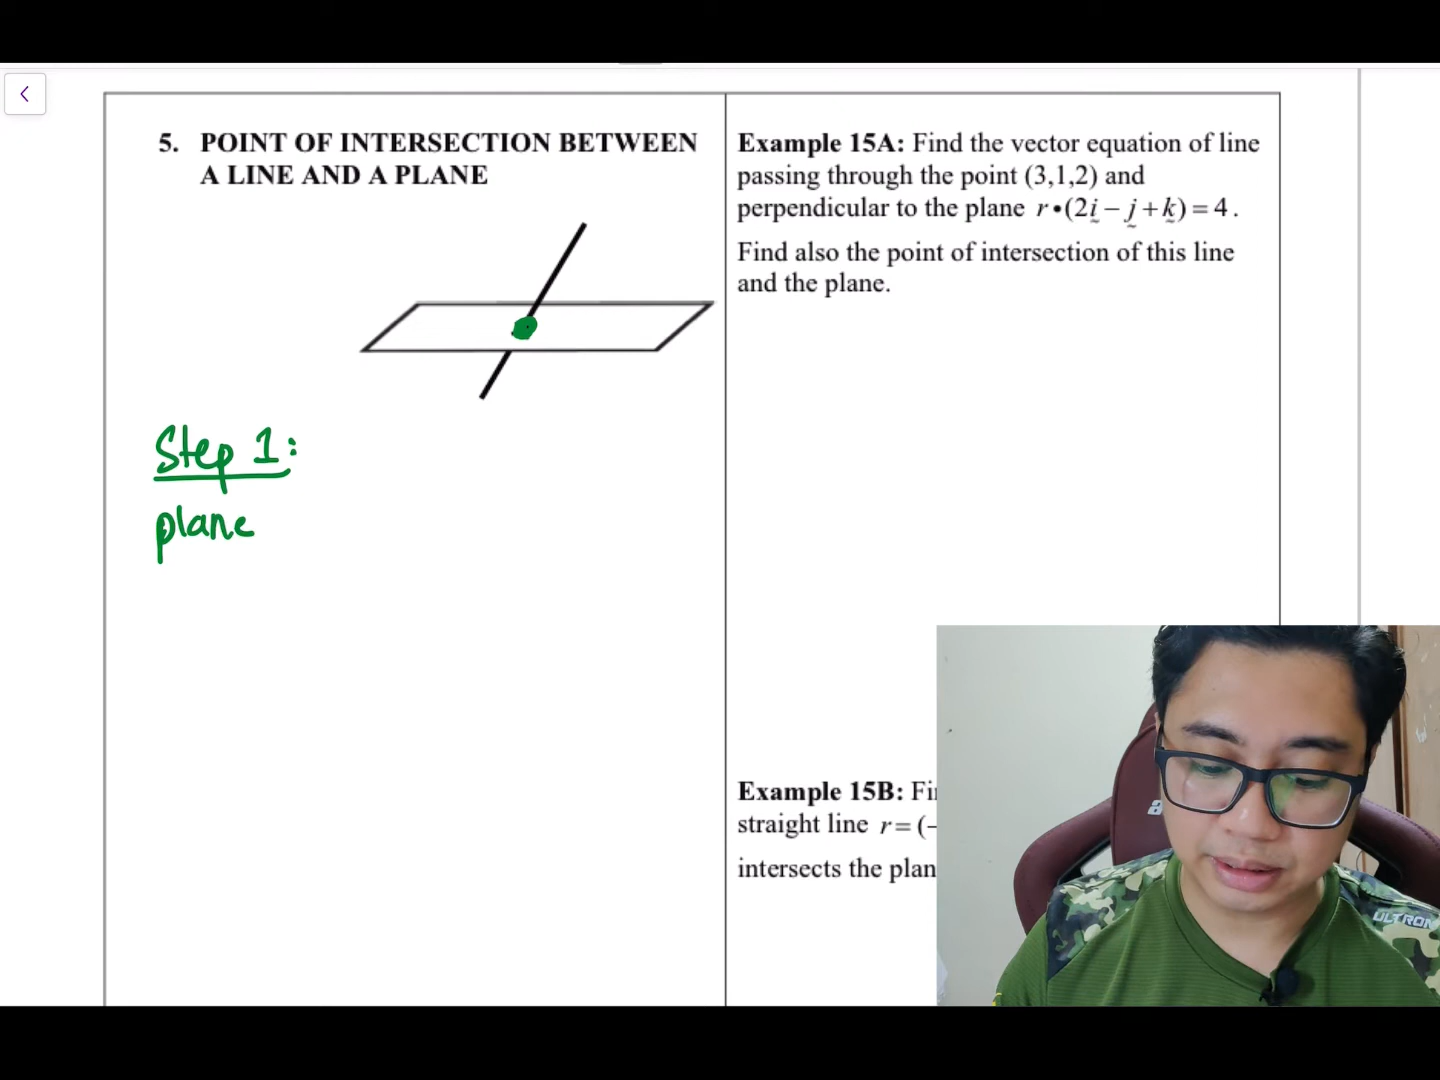 5. POINT OF INTERSECTION BETWEEN
A LINE AND A PLANE
Step 1:
plane
Example 15A: Find the vector equation of line
passing through the point (3,1,2) and
perpendicular to the plane r•(2i − j + k) = 4.
Find also the point of intersection of this line
and the plane.
Example 15B:
straight line r = (−
intersects the
ULTRON